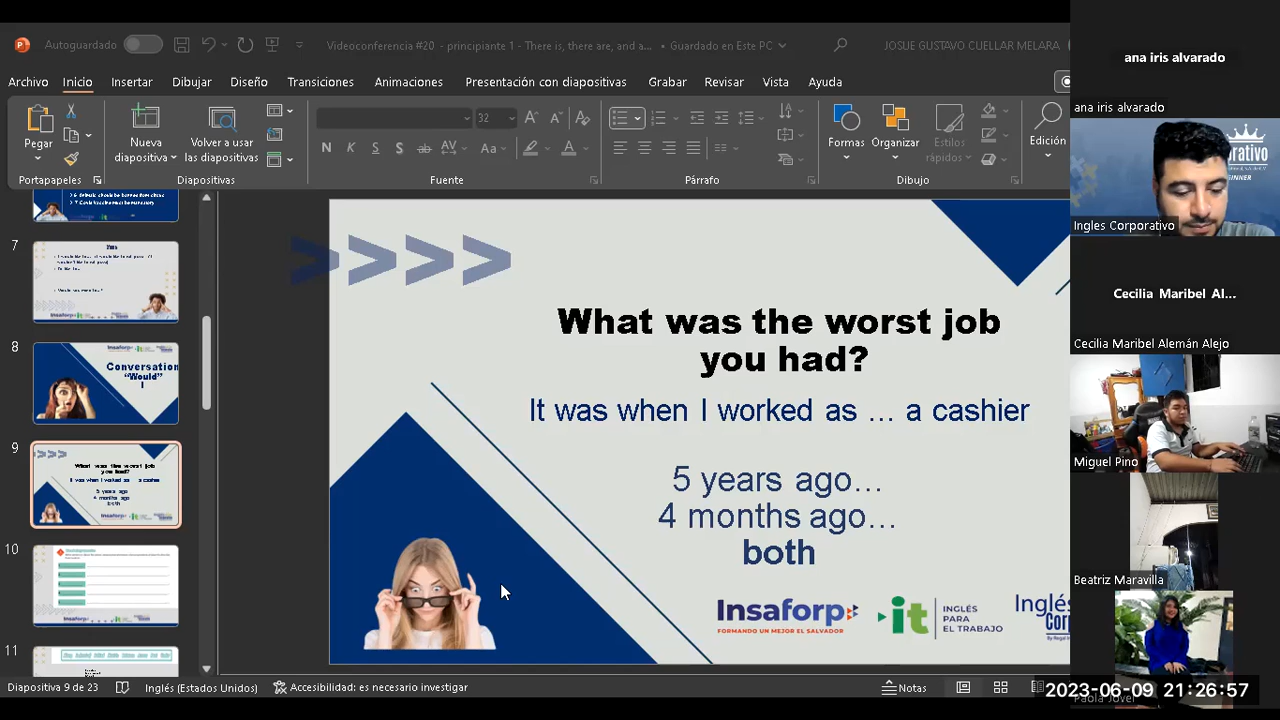 Autoguardado
Videoconferencia #20 - principiante 1 - There is, there are, and a... • Guardado en Este PC
JOSUE GUSTAVO CUELLAR MELARA
Archivo Inicio Insertar Dibujar Diseño Transiciones Animaciones Presentación con diapositivas Grabar Revisar Vista Ayuda
Pegar
Nueva diapositiva
Volver a usar las diapositivas
32
N K S S ab AV Aa A
Formas
Organizar
Estilos rápidos
Edición
Portapapeles
Diapositivas
Fuente
Párrafo
Dibujo
7
8
Conversation
"Would"
I
9
What was the worst job
you had?
It was when I worked as ... a cashier
5 years ago
4 months ago
both
10
11
What was the worst job
you had?
It was when I worked as ... a cashier
5 years ago...
4 months ago...
both
Insaforp
FORMANDO UN MEJOR EL SALVADOR
it
INGLÉS
PARA
EL TRABAJO
Inglés
Corp
Diapositiva 9 de 23
Inglés (Estados Unidos)
Accesibilidad: es necesario investigar
Notas
ana iris alvarado
ana iris alvarado
Ingles Corporativo
Cecilia Maribel Al...
Cecilia Maribel Alemán Alejo
Miguel Pino
Beatriz Maravilla
Paola Jovel
2023-06-09 21:26:57